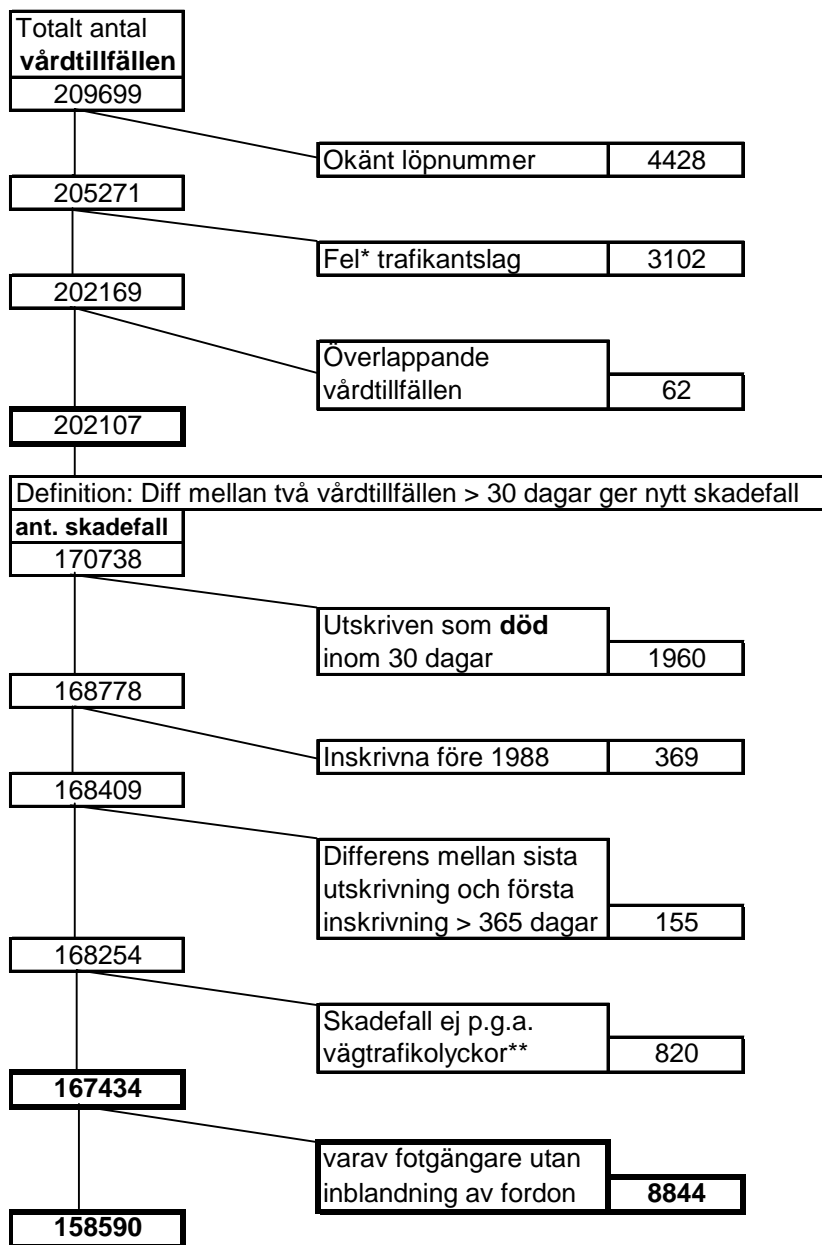 Totalt antal
vårdtillfällen
209699
Okänt löpnummer 4428
205271
Fel* trafikantslag 3102
202169
Överlappande
vårdtillfällen 62
202107
Definition: Diff mellan två vårdtillfällen > 30 dagar ger nytt skadefall
ant. skadefall
170738
Utskriven som död
inom 30 dagar 1960
168778
Inskrivna före 1988 369
168409
Differens mellan sista
utskrivning och första
inskrivning > 365 dagar 155
168254
Skadefall ej p.g.a.
vägtrafikolyckor** 820
167434
varav fotgängare utan
inblandning av fordon 8844
158590